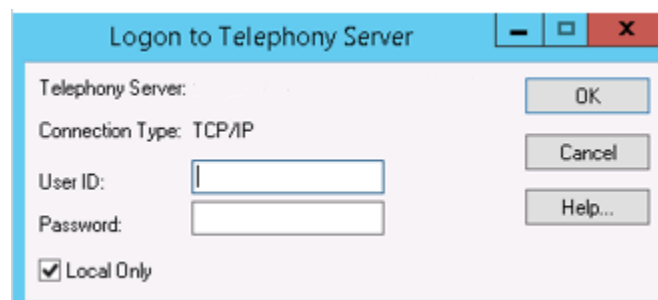 Logon to Telephony Server
Telephony Server:
OK
Connection Type: TCP/IP
Cancel
User ID:
Help...
Password:
Local Only